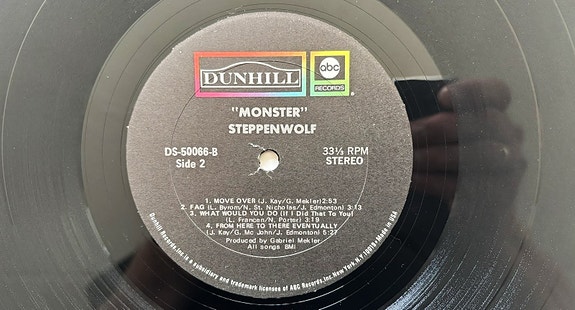 DUNHILL
abc
RECORDS
"MONSTER"
STEPPENWOLF
DS-50066-B 33⅓ RPM
Side 2 STEREO
1. MOVE OVER (J. Kay/G. Mekler) 2:53
2. FAG (L. Byrom/N. St. Nicholas/J. Edmonton) 3:13
3. WHAT WOULD YOU DO (If I Did That To You)
L. Francen/N. Porter) 3:19
4. FROM HERE TO THERE EVENTUALLY
(J. Kay/G. Mc John/J. Edmonton) 5:27
Produced by Gabriel Mekler
All songs BMI
Dunhill Records, Inc. is a subsidiary and trademark licensee of ABC Records Inc. New York, N.Y. 10019 • Made in USA